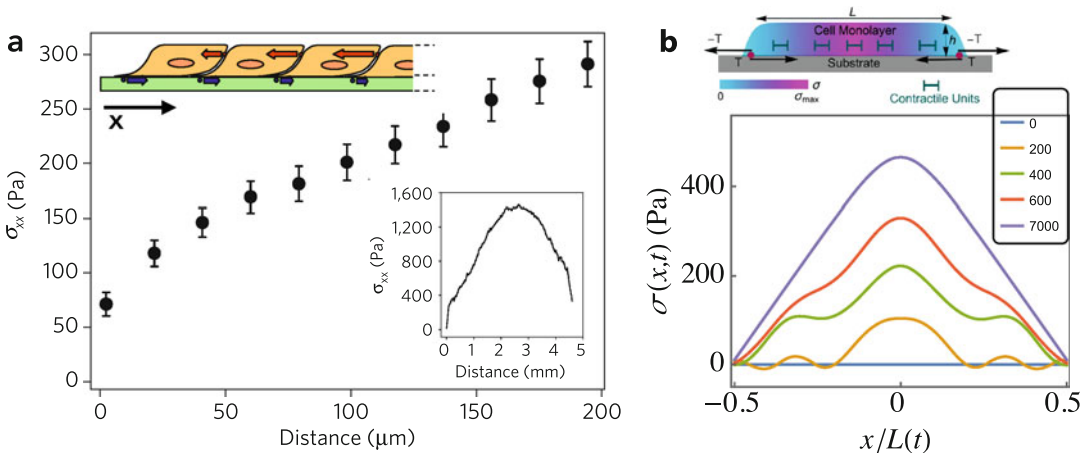 a
300
250
200
150
100
50
0
σxx (Pa)
X
0
50
100
150
200
Distance (μm)
1,600
1,200
800
400
0
σxx (Pa)
0
1
2
3
4
5
Distance (mm)
b
L
−T
Cell Monolayer
h
−T
T
Substrate
T
0
σ
σmax
Contractile Units
0
200
400
600
7000
400
200
0
σ(x,t) (Pa)
−0.5
0
0.5
x/L(t)